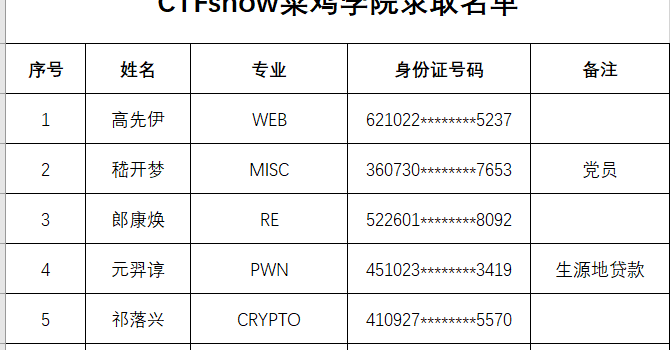 CTFshow菜鸡学院录取名单
序号 姓名 专业 身份证号码 备注
1 高先伊 WEB 621022********5237
2 嵇开梦 MISC 360730********7653 党员
3 郎康焕 RE 522601********8092
4 元羿谆 PWN 451023********3419 生源地贷款
5 祁落兴 CRYPTO 410927********5570